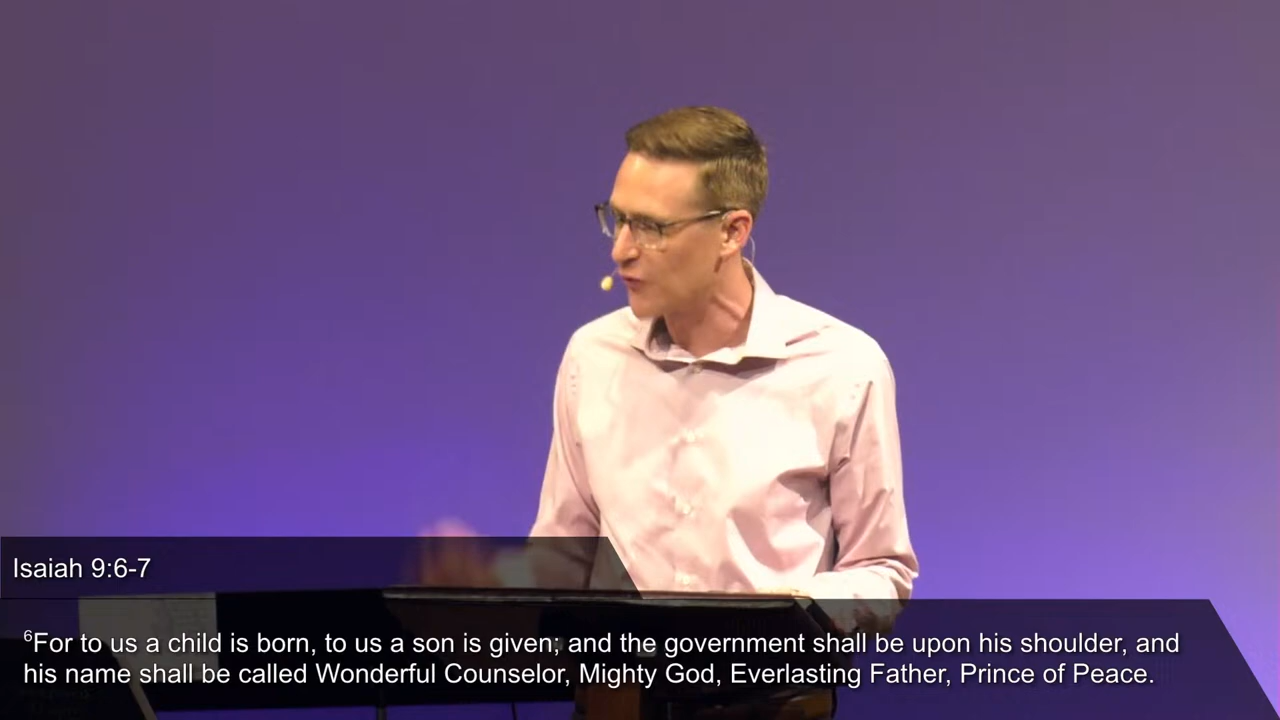 Isaiah 9:6-7
⁶For to us a child is born, to us a son is given; and the government shall be upon his shoulder, and
his name shall be called Wonderful Counselor, Mighty God, Everlasting Father, Prince of Peace.